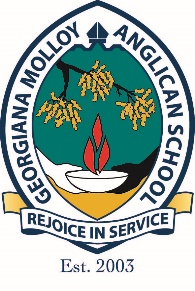 GEORGIANA MOLLOY ANGLICAN SCHOOL
REJOICE IN SERVICE
Est. 2003